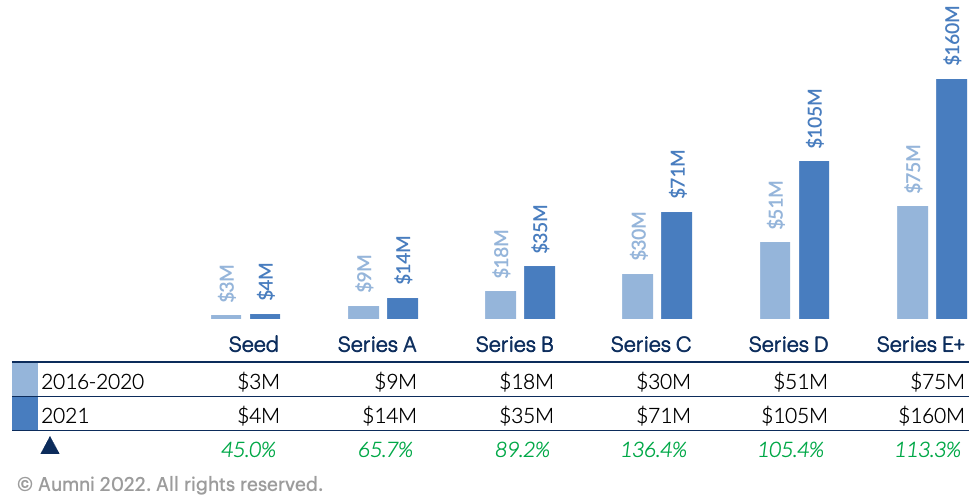 $3M $4M $9M $14M $18M $35M $30M $71M $51M $105M $75M $160M
Seed Series A Series B Series C Series D Series E+
2016-2020 $3M $9M $18M $30M $51M $75M
2021 $4M $14M $35M $71M $105M $160M
▲ 45.0% 65.7% 89.2% 136.4% 105.4% 113.3%
© Aumni 2022. All rights reserved.